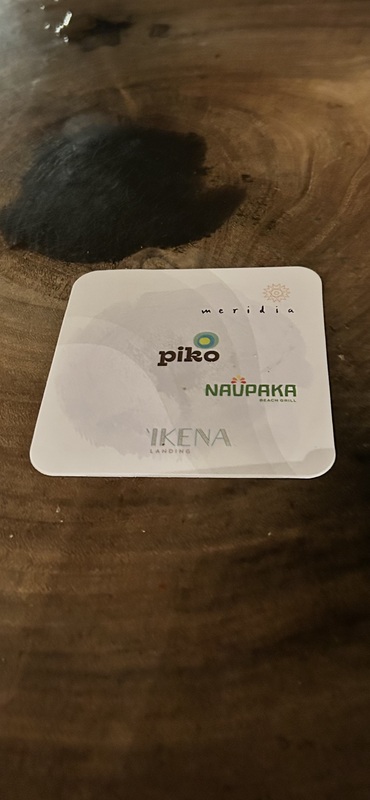 meridia
piko
NAUPAKA
BEACH GRILL
'IKENA
LANDING